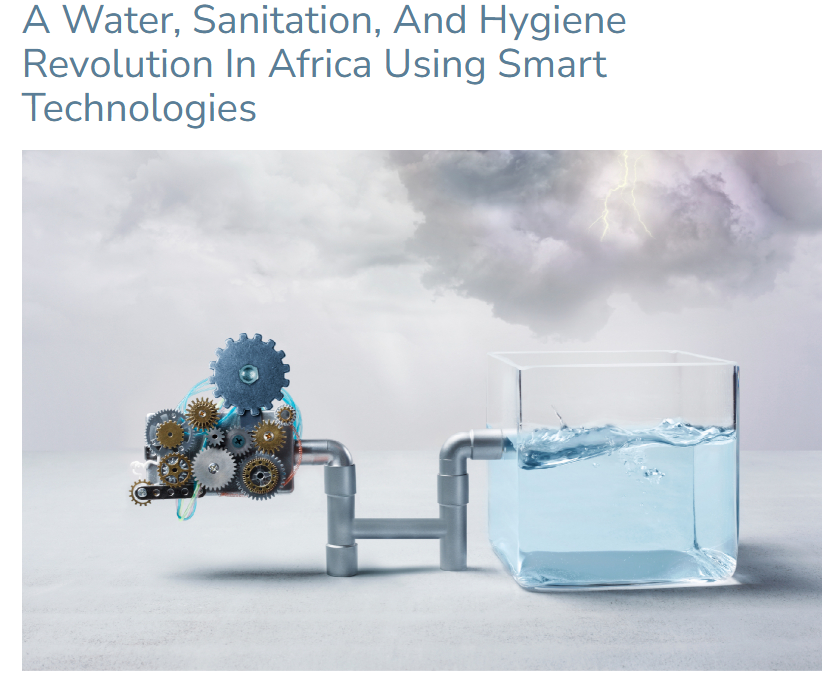 A Water, Sanitation, And Hygiene
Revolution In Africa Using Smart
Technologies